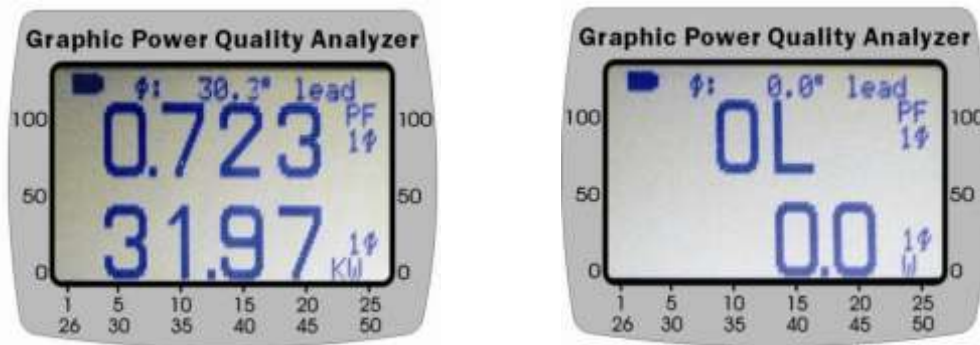 Graphic Power Quality Analyzer
Φ: 30.3° lead
0.723 PF 1Φ
31.97 1Φ KW
100
50
0
100
50
0
1 5 10 15 20 25
26 30 35 40 45 50
Graphic Power Quality Analyzer
Φ: 0.0° lead
OL PF 1Φ
0.0 1Φ W
100
50
0
100
50
0
1 5 10 15 20 25
26 30 35 40 45 50